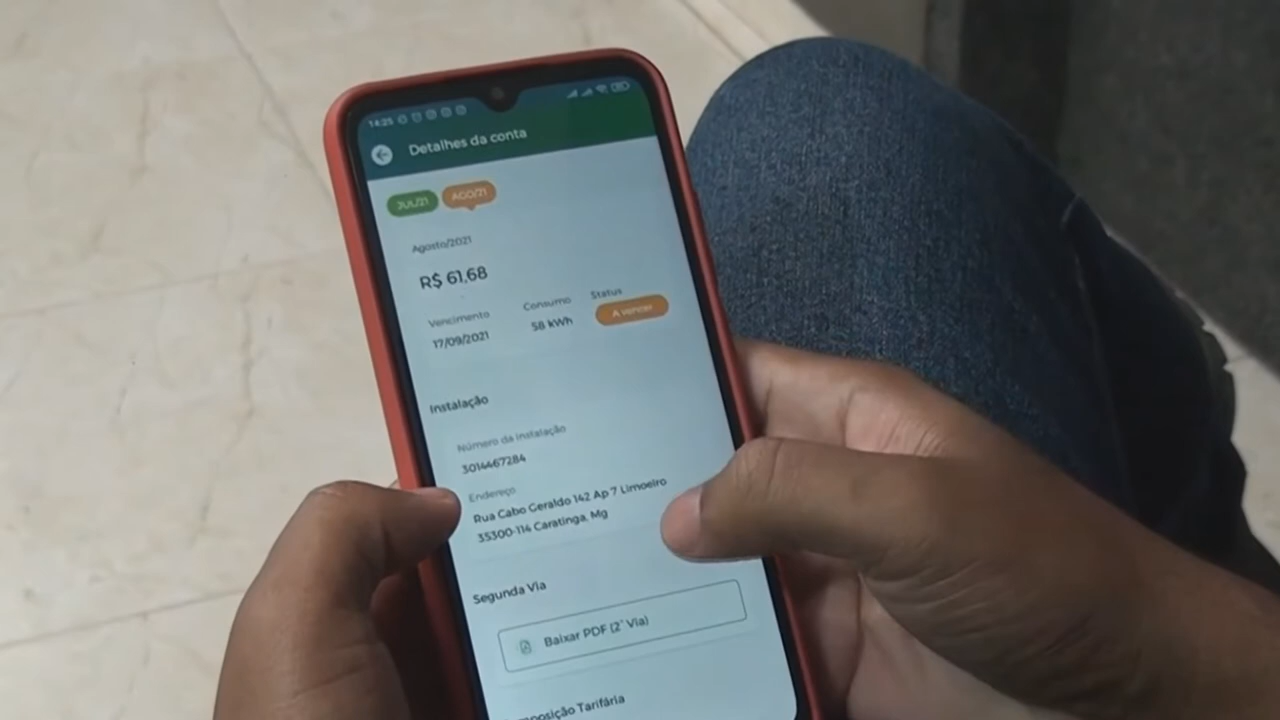 14:25
Detalhes da conta
JUL/21 AGO/21
Agosto/2021
R$ 61,68
Vencimento Consumo Status
17/09/2021 58 kWh A vencer
Instalação
Número da Instalação
3014467284
Endereço
Rua Cabo Geraldo 142 Ap 7 Limoeiro
35300-114 Caratinga, Mg
Segunda Via
Baixar PDF (2ª Via)
posição Tarifária